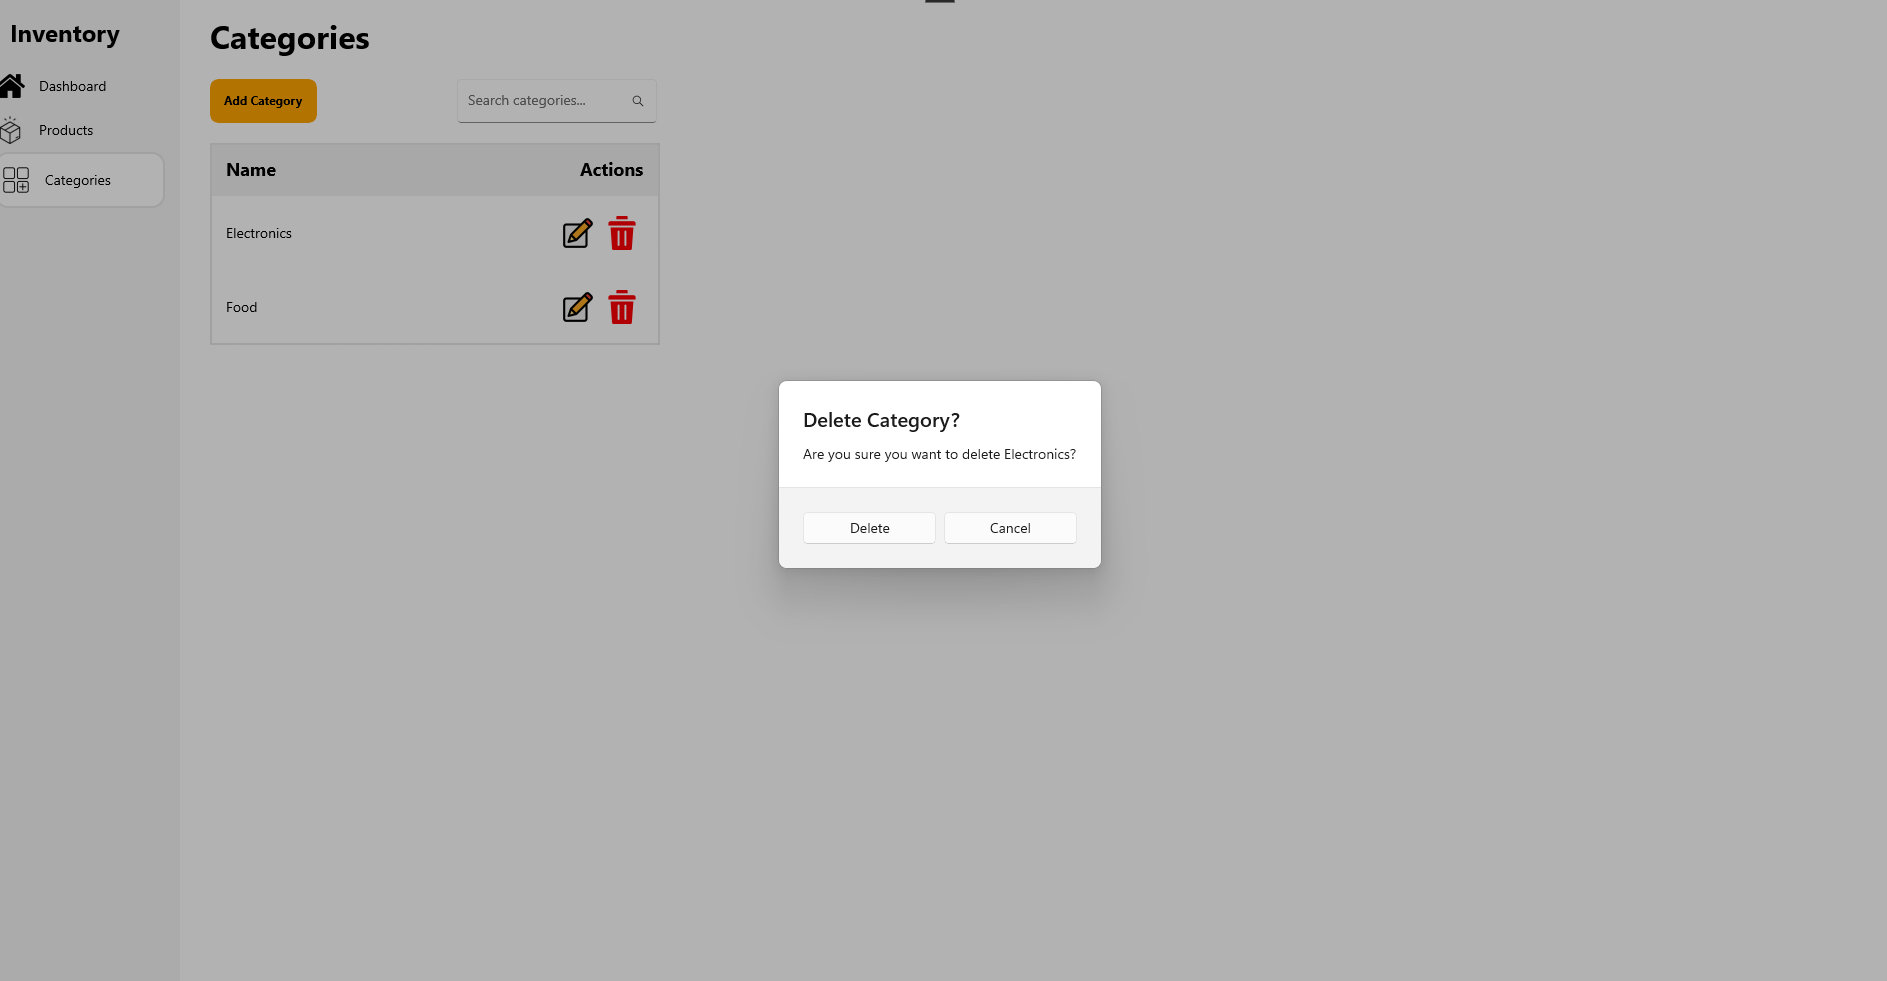 Inventory
Dashboard
Products
Categories
Categories
Add Category
Search categories...
Name Actions
Electronics
Food
Delete Category?
Are you sure you want to delete Electronics?
Delete Cancel